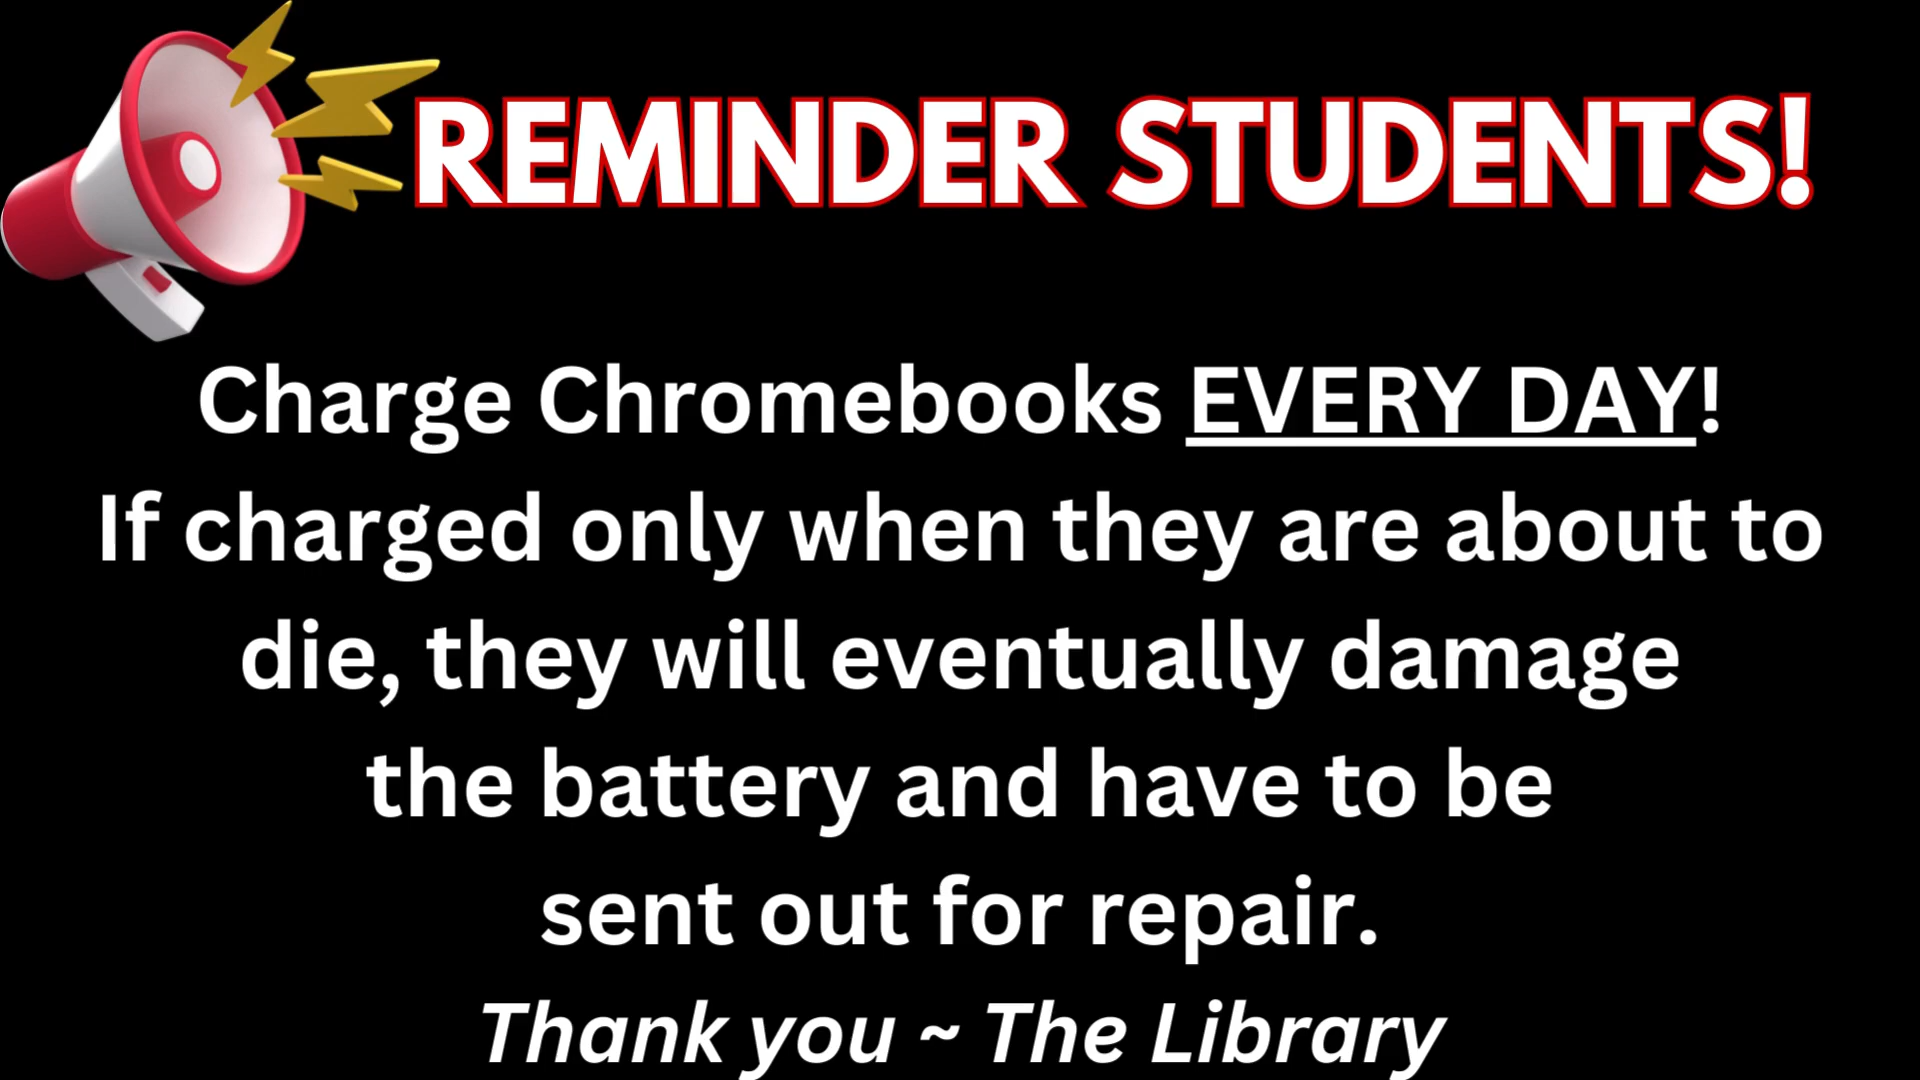 REMINDER STUDENTS!
Charge Chromebooks EVERY DAY!
If charged only when they are about to
die, they will eventually damage
the battery and have to be
sent out for repair.
Thank you ~ The Library